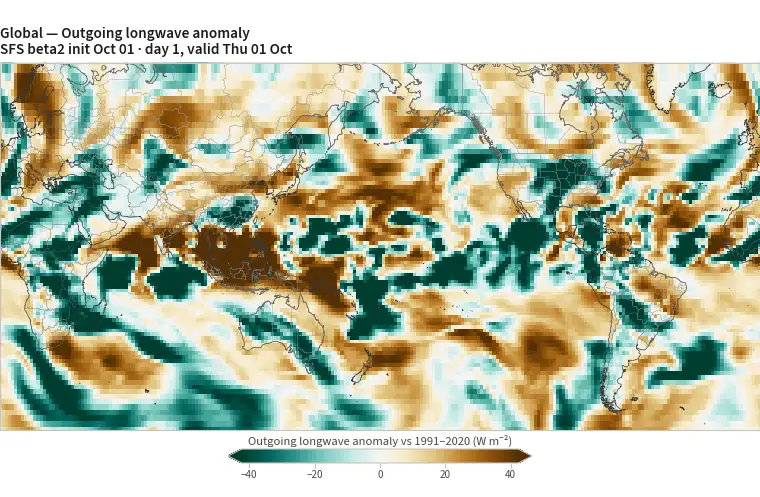 Global — Outgoing longwave anomaly
SFS beta2 init Oct 01 · day 1, valid Thu 01 Oct
Outgoing longwave anomaly vs 1991–2020 (W m⁻²)
−40 −20 0 20 40